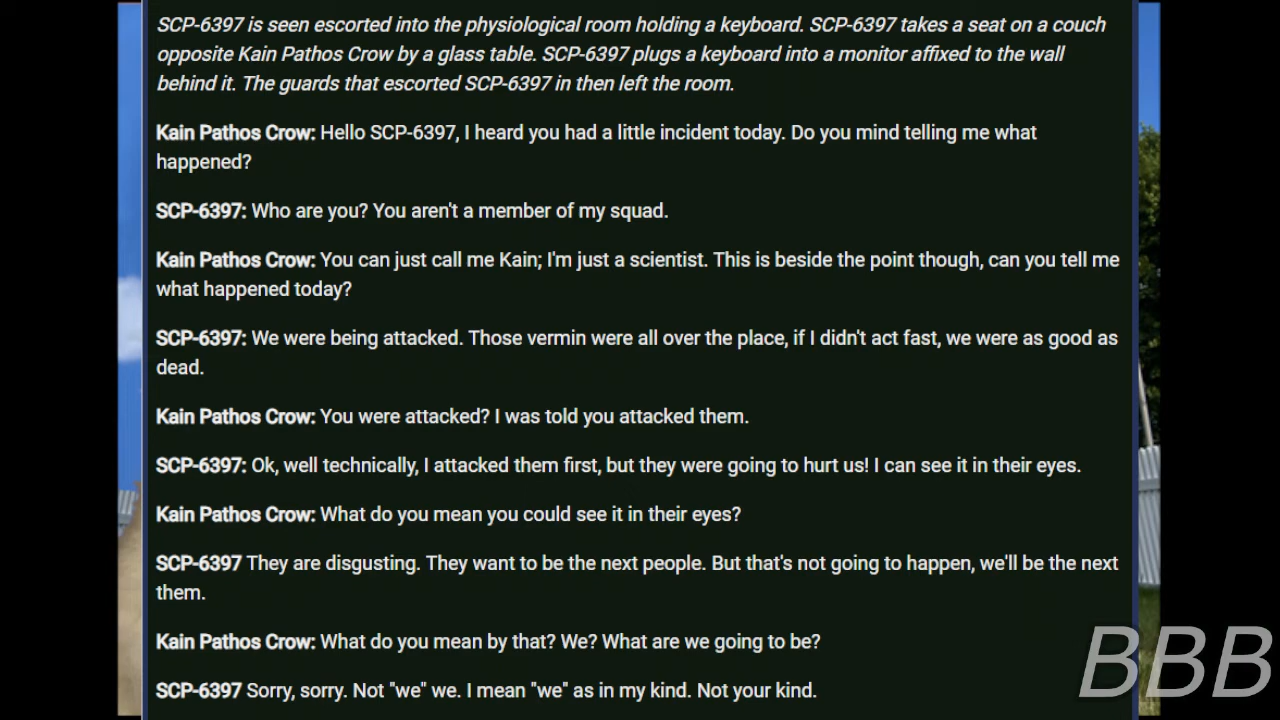 SCP-6397 is seen escorted into the physiological room holding a keyboard. SCP-6397 takes a seat on a couch
opposite Kain Pathos Crow by a glass table. SCP-6397 plugs a keyboard into a monitor affixed to the wall
behind it. The guards that escorted SCP-6397 in then left the room.
Kain Pathos Crow: Hello SCP-6397, I heard you had a little incident today. Do you mind telling me what
happened?
SCP-6397: Who are you? You aren't a member of my squad.
Kain Pathos Crow: You can just call me Kain; I'm just a scientist. This is beside the point though, can you tell me
what happened today?
SCP-6397: We were being attacked. Those vermin were all over the place, if I didn't act fast, we were as good as
dead.
Kain Pathos Crow: You were attacked? I was told you attacked them.
SCP-6397: Ok, well technically, I attacked them first, but they were going to hurt us! I can see it in their eyes.
Kain Pathos Crow: What do you mean you could see it in their eyes?
SCP-6397 They are disgusting. They want to be the next people. But that's not going to happen, we'll be the next
them.
Kain Pathos Crow: What do you mean by that? We? What are we going to be?
SCP-6397 Sorry, sorry. Not "we" we. I mean "we" as in my kind. Not your kind.
BBB